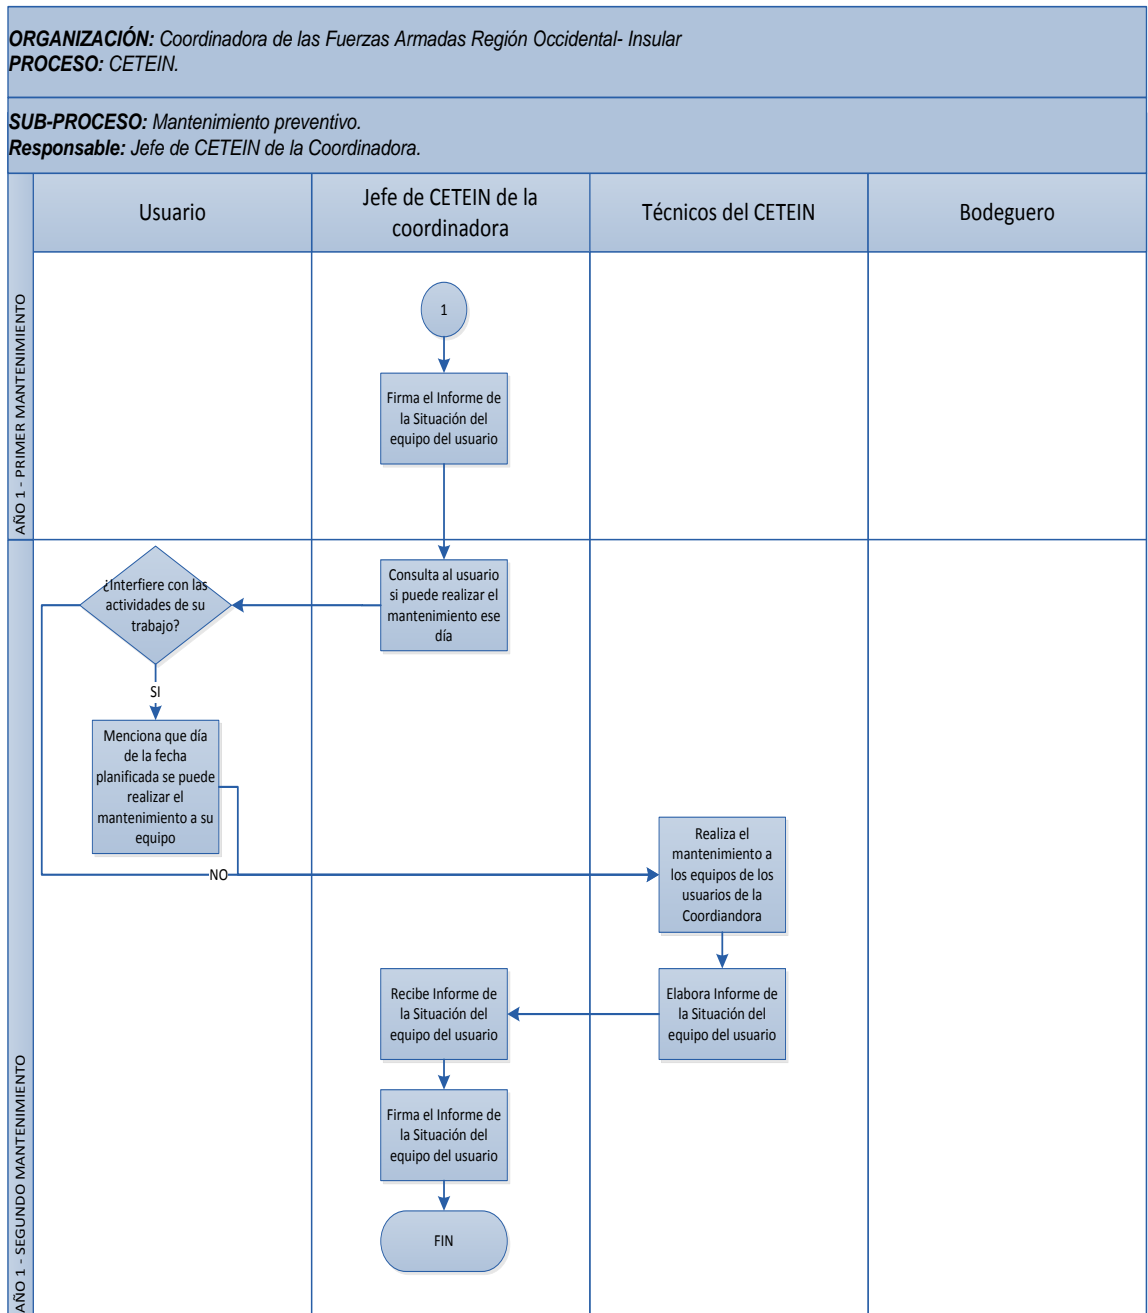 ORGANIZACIÓN: Coordinadora de las Fuerzas Armadas Región Occidental- Insular
PROCESO: CETEIN.
SUB-PROCESO: Mantenimiento preventivo.
Responsable: Jefe de CETEIN de la Coordinadora.
Usuario
Jefe de CETEIN de la
coordinadora
Técnicos del CETEIN
Bodeguero
AÑO 1 - PRIMER MANTENIMIENTO
1
Firma el Informe de
la Situación del
equipo del usuario
AÑO 1 - SEGUNDO MANTENIMIENTO
Consulta al usuario
si puede realizar el
mantenimiento ese
día
¿Interfiere con las
actividades de su
trabajo?
SI
Menciona que día
de la fecha
planificada se puede
realizar el
mantenimiento a su
equipo
NO
Realiza el
mantenimiento a
los equipos de los
usuarios de la
Coordiandora
Elabora Informe de
la Situación del
equipo del usuario
Recibe Informe de
la Situación del
equipo del usuario
Firma el Informe de
la Situación del
equipo del usuario
FIN